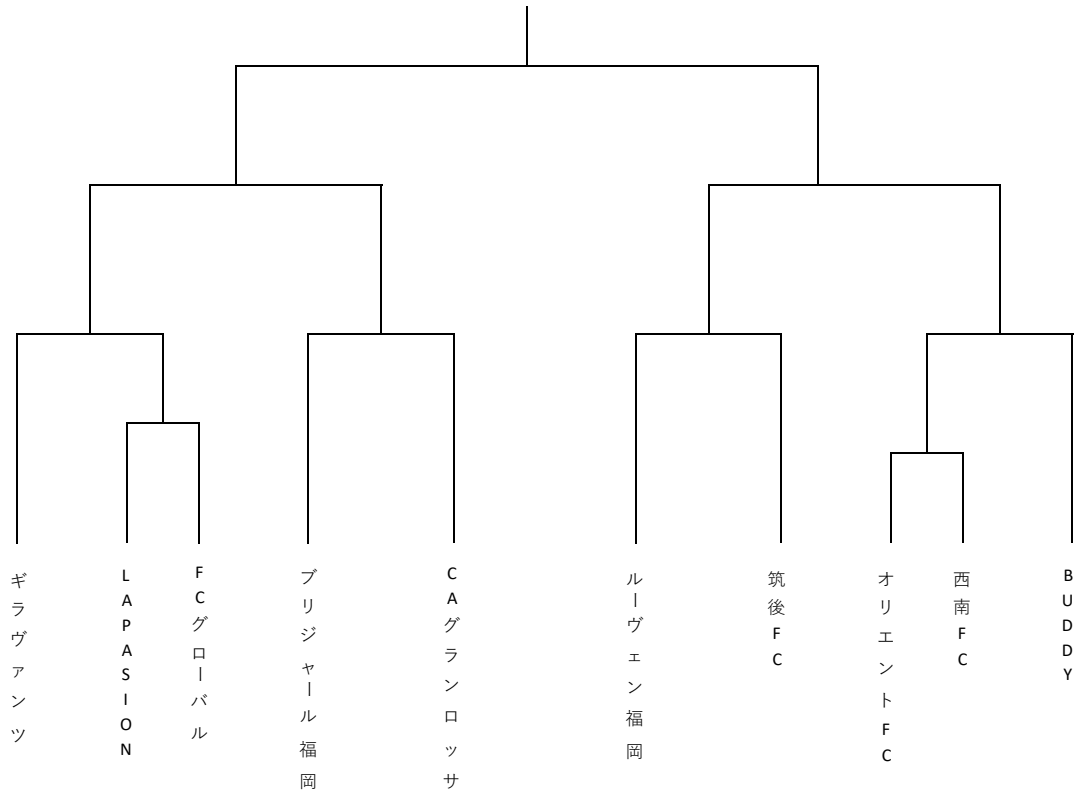 ギラヴァンツ
LAPASION
FCグローバル
ブリジャール福岡
CAグランロッサ
ルーヴェン福岡
筑後FC
オリエントFC
西南FC
BUDDY